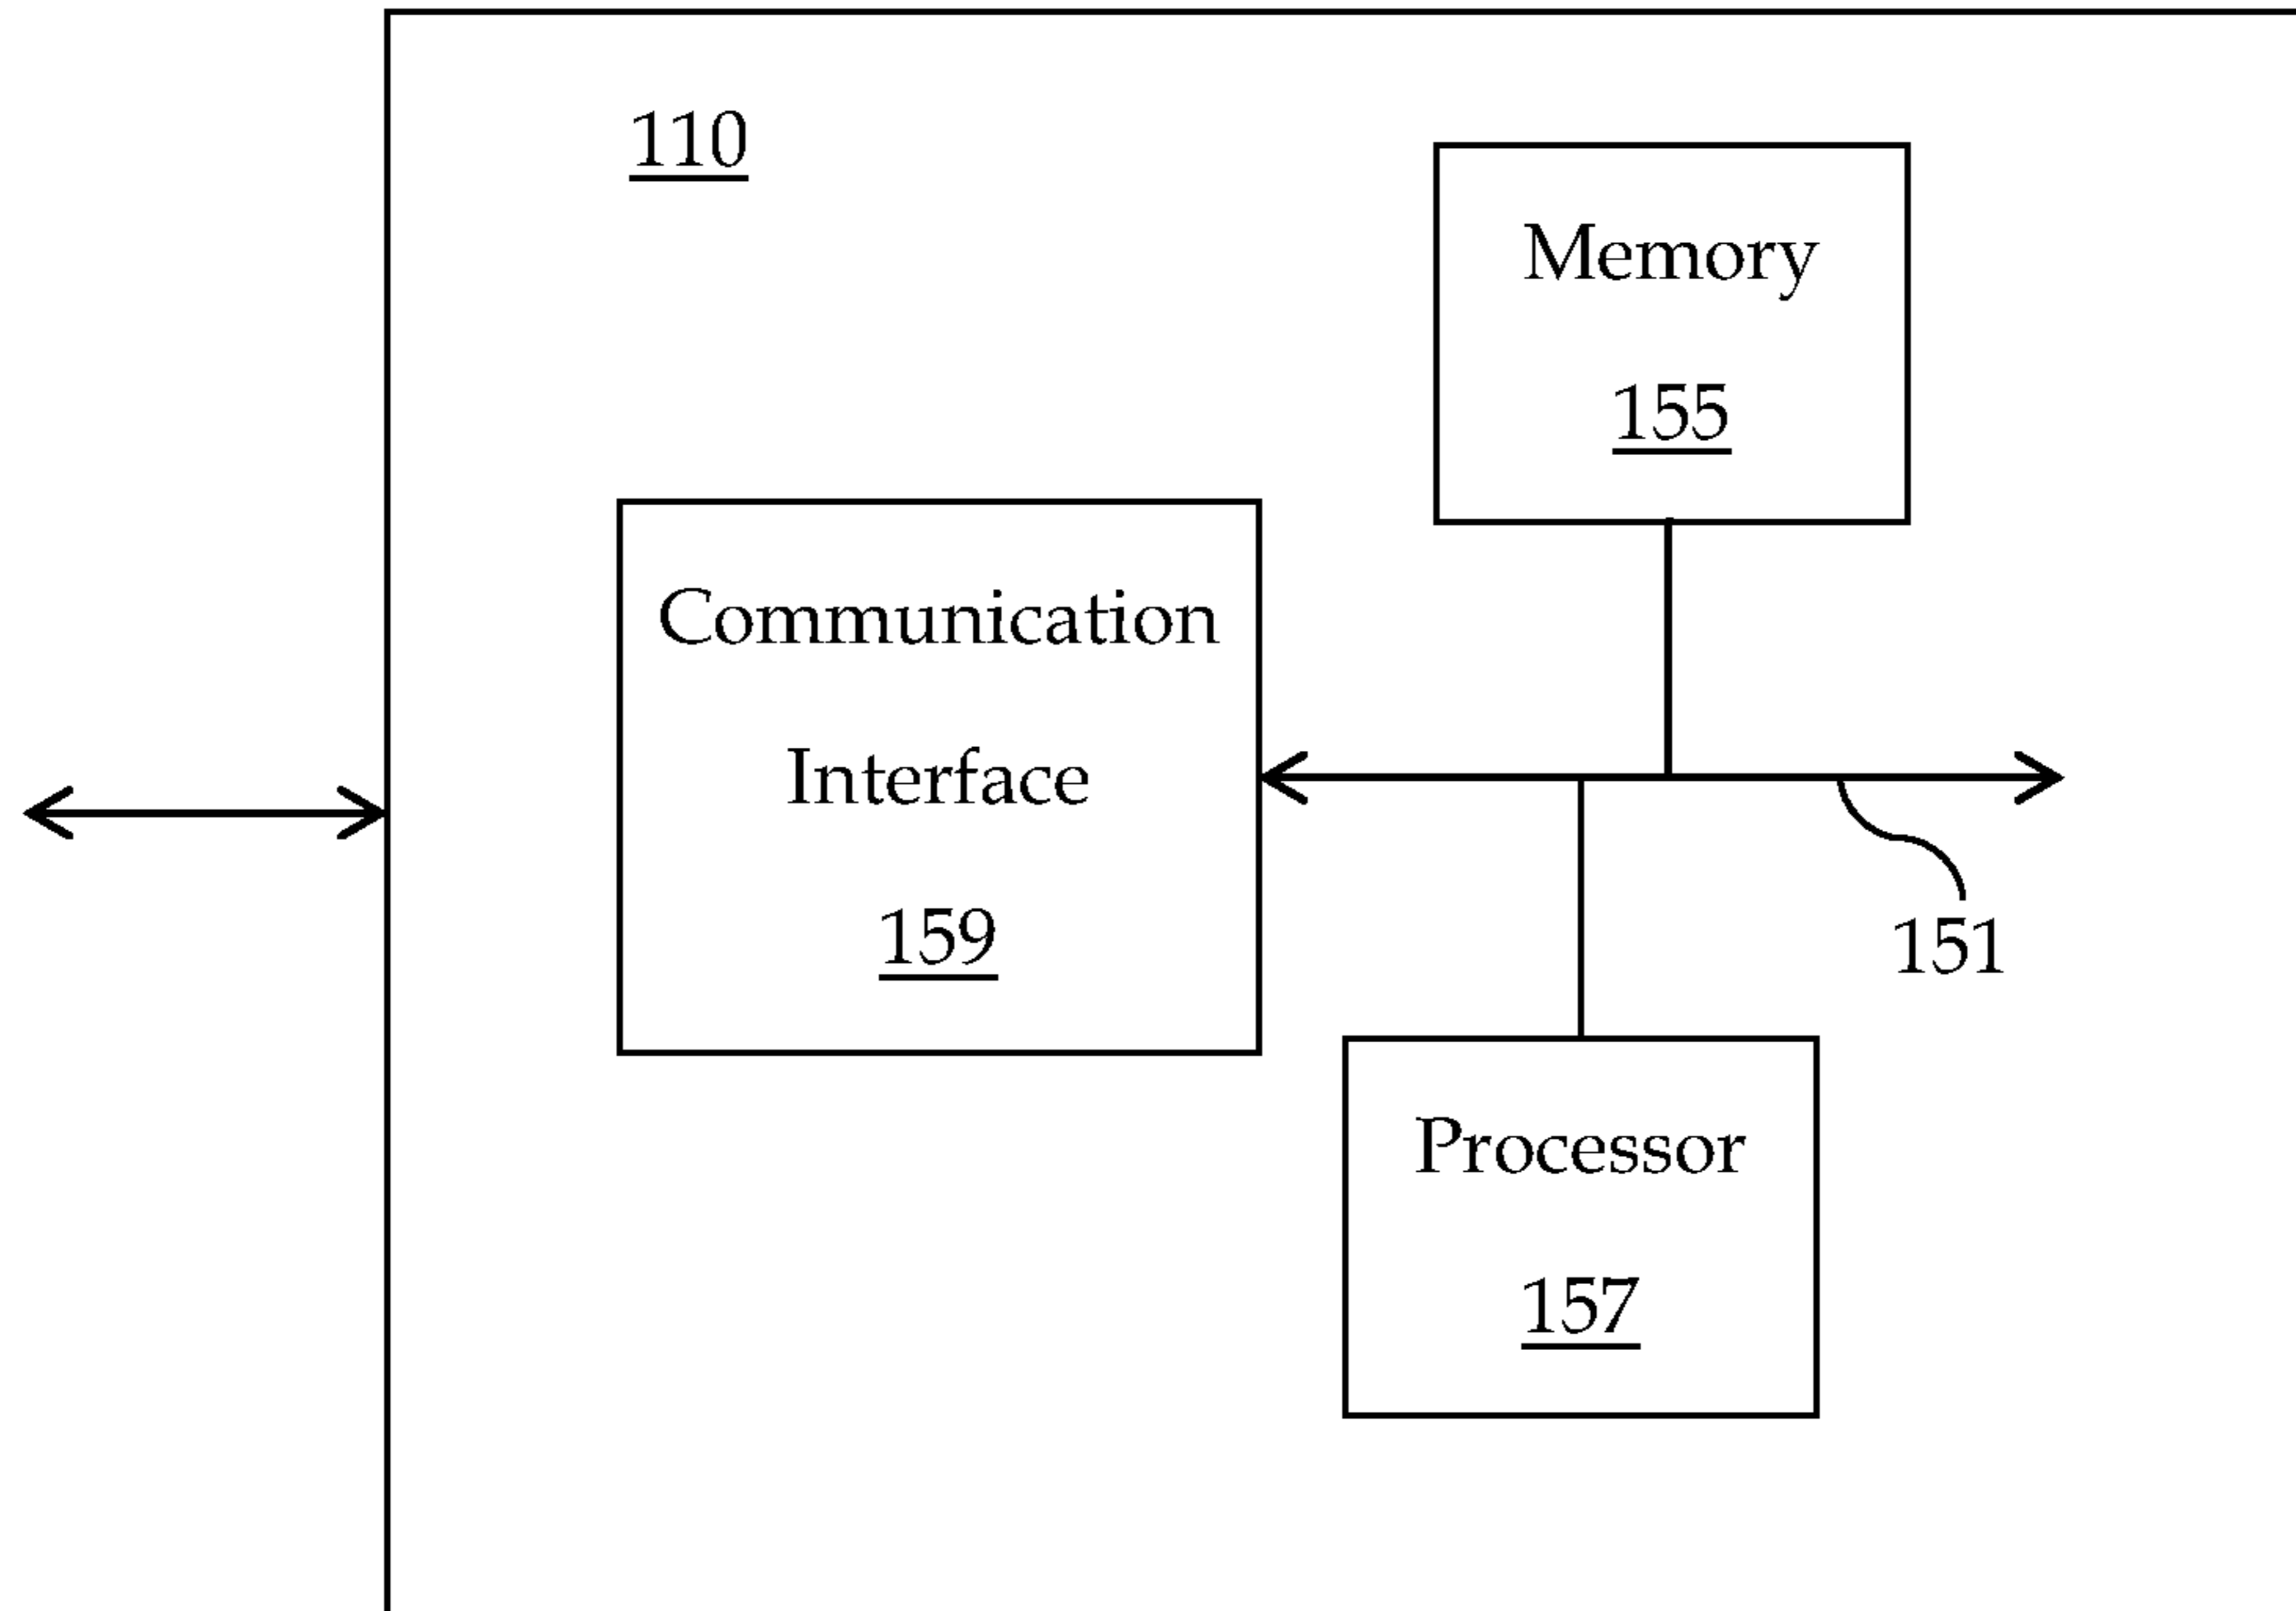 110
Memory
155
Communication
Interface
159
151
Processor
157